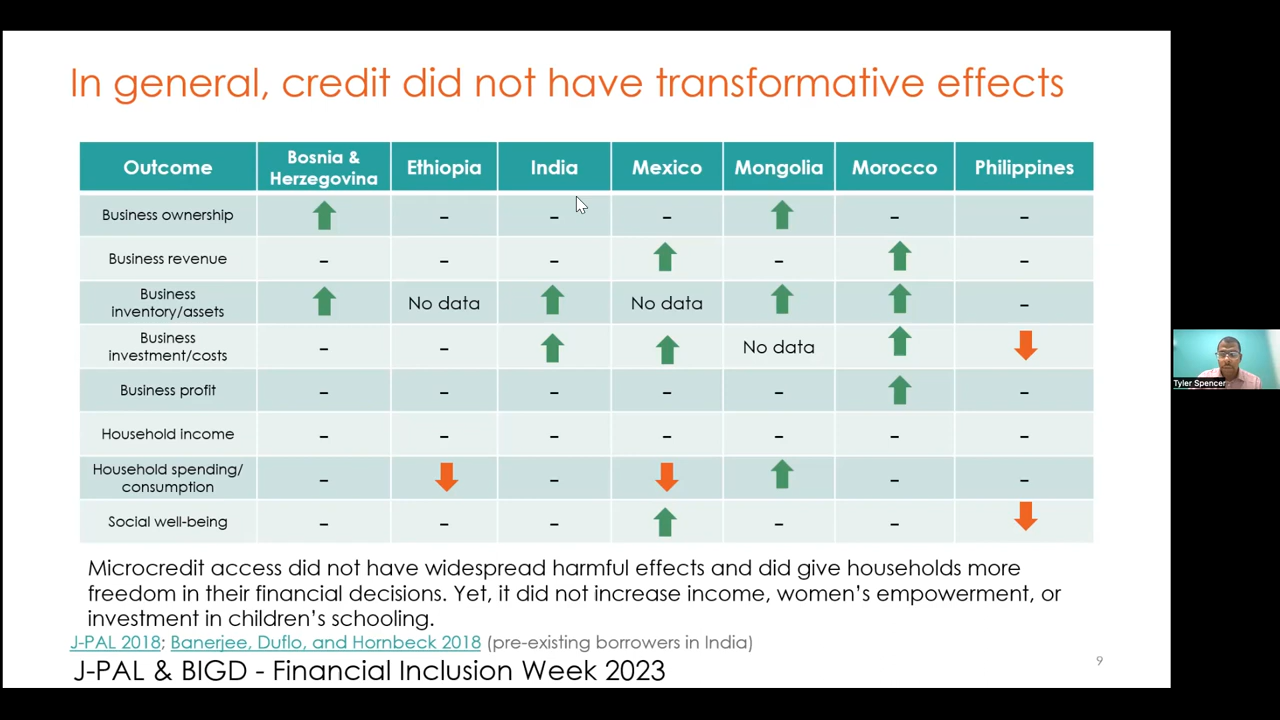 In general, credit did not have transformative effects
Outcome
Bosnia &
Herzegovina
Ethiopia
India
Mexico
Mongolia
Morocco
Philippines
Business ownership
-
-
-
-
-
Business revenue
-
-
-
-
-
Business
inventory/assets
No data
No data
-
Business
investment/costs
-
-
No data
Business profit
-
-
-
-
-
-
Household income
-
-
-
-
-
-
-
Household spending/
consumption
-
-
-
-
Social well-being
-
-
-
-
-
Microcredit access did not have widespread harmful effects and did give households more
freedom in their financial decisions. Yet, it did not increase income, women's empowerment, or
investment in children's schooling.
J-PAL 2018; Banerjee, Duflo, and Hornbeck 2018 (pre-existing borrowers in India)
J-PAL & BIGD - Financial Inclusion Week 2023
9
Tyler Spencer